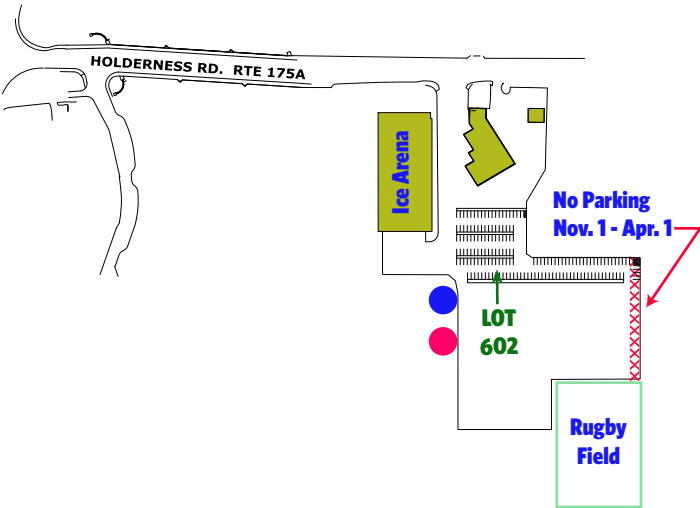 HOLDERNESS RD. RTE 175A
Ice Arena
No Parking
Nov. 1 - Apr. 1
LOT
602
Rugby
Field